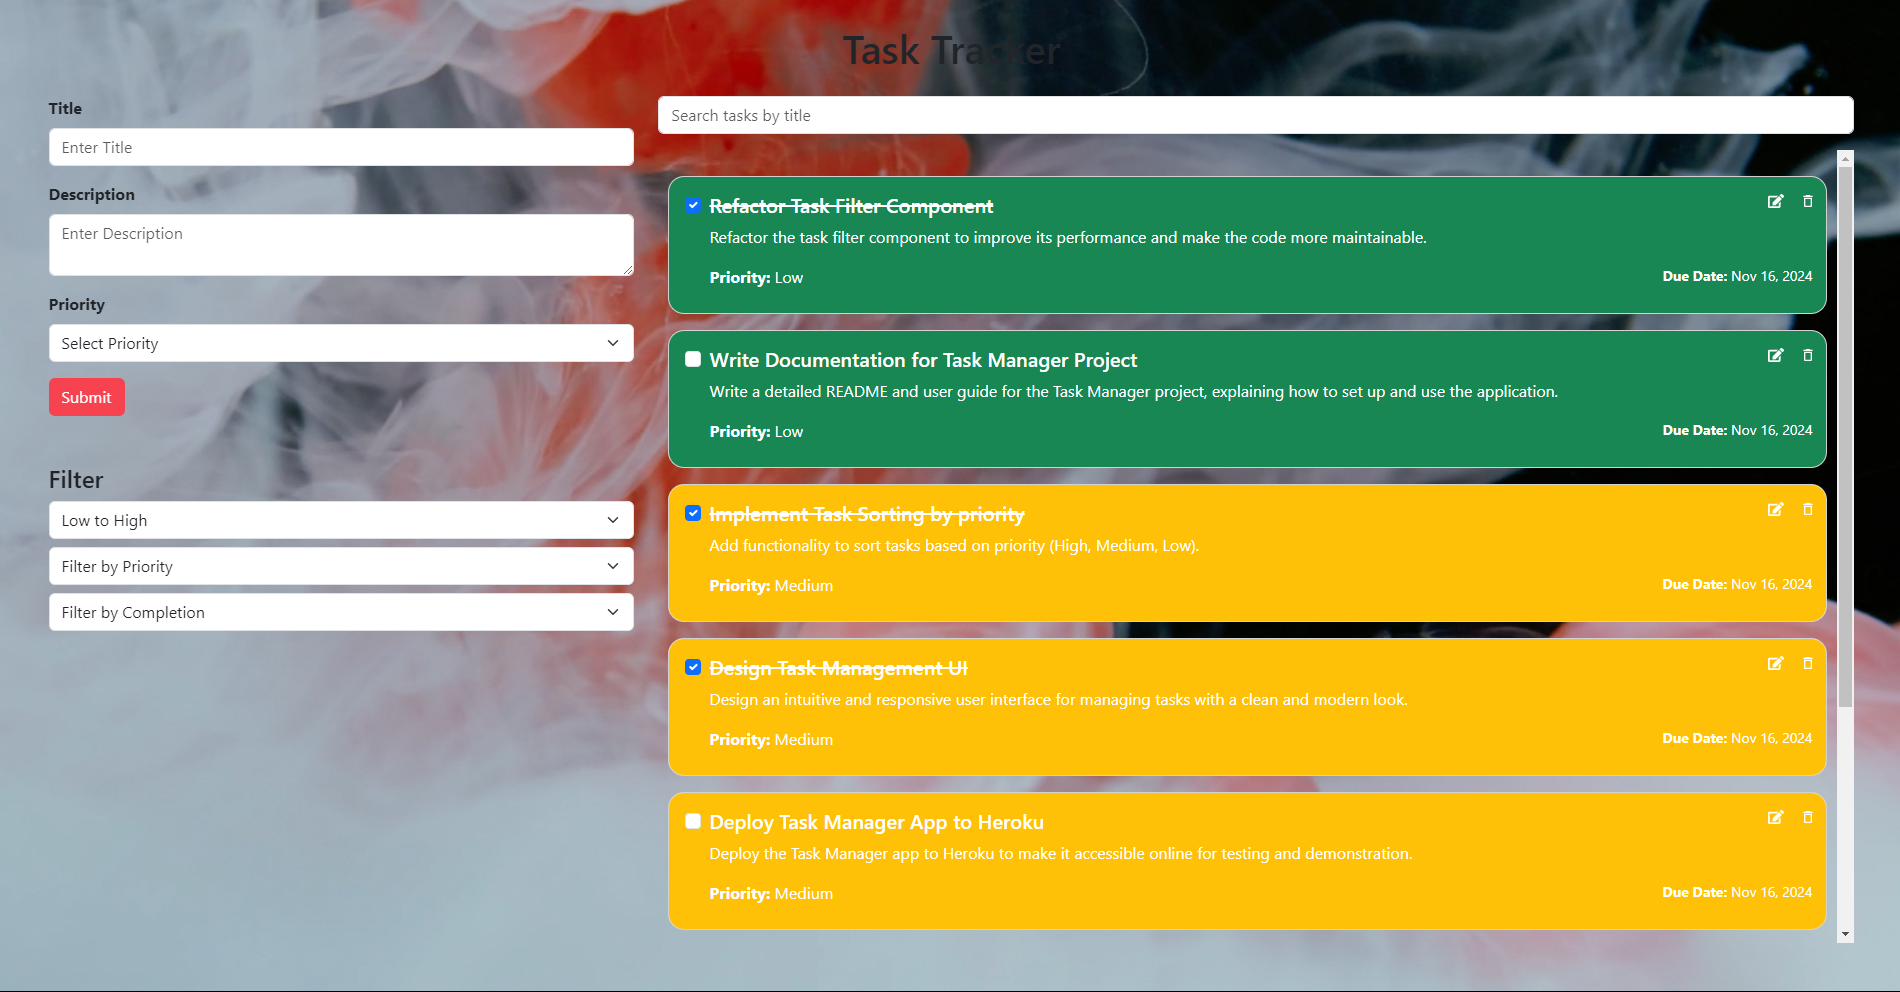 Task Tracker
Title
Enter Title
Description
Enter Description
Priority
Select Priority
Submit
Filter
Low to High
Filter by Priority
Filter by Completion
Search tasks by title
Refactor Task Filter Component
Refactor the task filter component to improve its performance and make the code more maintainable.
Priority: Low
Due Date: Nov 16, 2024
Write Documentation for Task Manager Project
Write a detailed README and user guide for the Task Manager project, explaining how to set up and use the application.
Priority: Low
Due Date: Nov 16, 2024
Implement Task Sorting by priority
Add functionality to sort tasks based on priority (High, Medium, Low).
Priority: Medium
Due Date: Nov 16, 2024
Design Task Management UI
Design an intuitive and responsive user interface for managing tasks with a clean and modern look.
Priority: Medium
Due Date: Nov 16, 2024
Deploy Task Manager App to Heroku
Deploy the Task Manager app to Heroku to make it accessible online for testing and demonstration.
Priority: Medium
Due Date: Nov 16, 2024